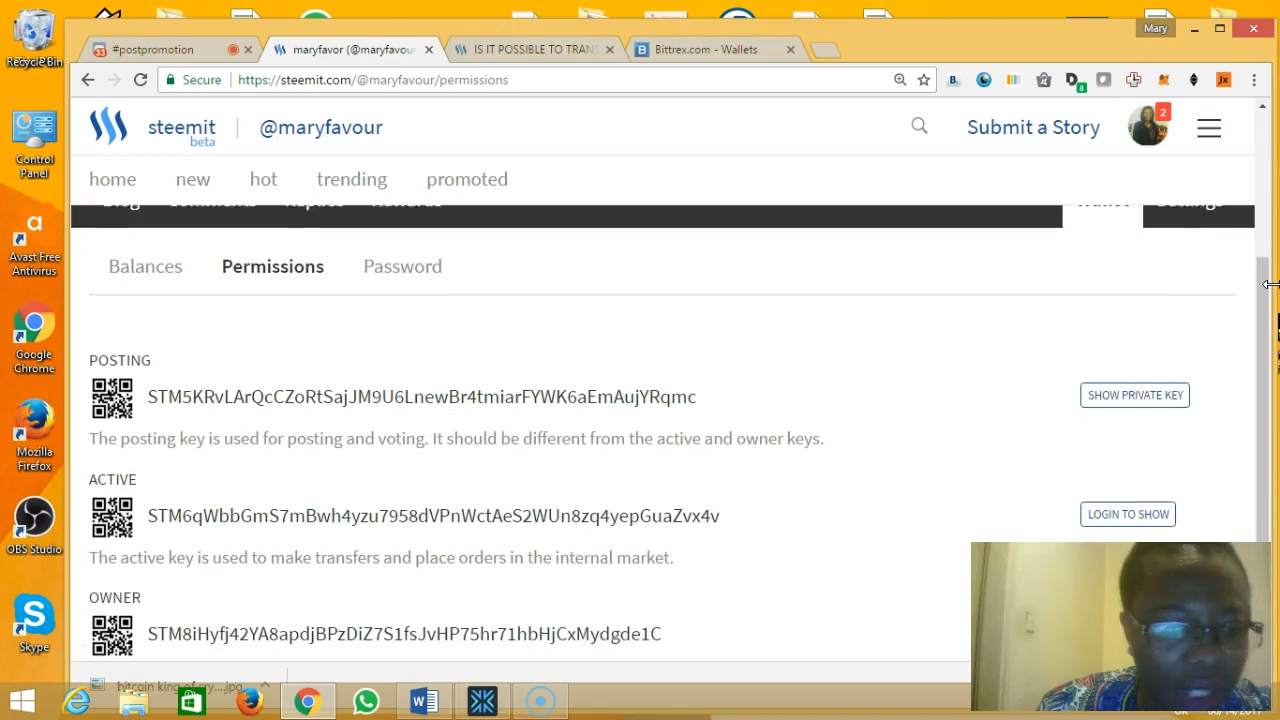 Mary
#postpromotion
maryfavor (@maryfavou
IS IT POSSIBLE TO TRAN
Bittrex.com - Wallets
Secure
https://steemit.com/@maryfavour/permissions
steemit
beta
@maryfavour
Submit a Story
2
home
new
hot
trending
promoted
Balances
Permissions
Password
POSTING
STM5KRvLArQcCZoRtSajJM9U6LnewBr4tmiarFYWK6aEmAujYRqmc
SHOW PRIVATE KEY
The posting key is used for posting and voting. It should be different from the active and owner keys.
ACTIVE
STM6qWbbGmS7mBwh4yzu7958dVPnWctAeS2WUn8zq4yepGuaZvx4v
LOGIN TO SHOW
The active key is used to make transfers and place orders in the internal market.
OWNER
STM8iHyfj42YA8apdjBPzDiZ7S1fsJvHP75hr71hbHjCxMydgde1C
Recycle Bin
Control
Panel
Avast Free
Antivirus
Google
Chrome
Mozilla
Firefox
OBS Studio
Skype